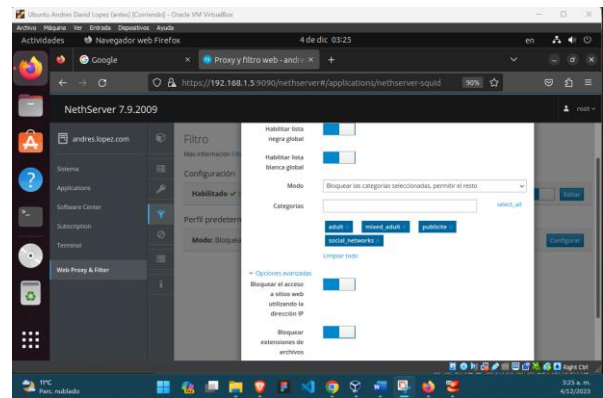 Ubuntu Andres David Lopez (antes) [Corriendo] - Oracle VM VirtualBox
Archivo Máquina Ver Entrada Dispositivos Ayuda
Actividades Navegador web Firefox 4 de dic 03:25 en
Google Proxy y filtro web - andre
https://192.168.1.5:9090/nethserver#/applications/nethserver-squid 90%
NethServer 7.9.2009 root
andres.lopez.com
Sistema
Applications
Software Center
Subscription
Terminal
Web Proxy & Filter
Filtro
Configuración
Habilitado Editar
Perfil predetern
Modo: Bloquea Configurar
Habilitar lista
negra global
Habilitar lista
blanca global
Modo Bloquear las categorías seleccionadas, permitir el resto
Categorías select_all
adult mixed_adult publicite
social_networks
Limpiar todo
Opciones avanzadas
Bloquear el acceso
a sitios web
utilizando la
dirección IP
Bloquear
extensiones de
archivos
Right Ctrl
11°C
Parc. nublado
3:25 a. m.
4/12/2023